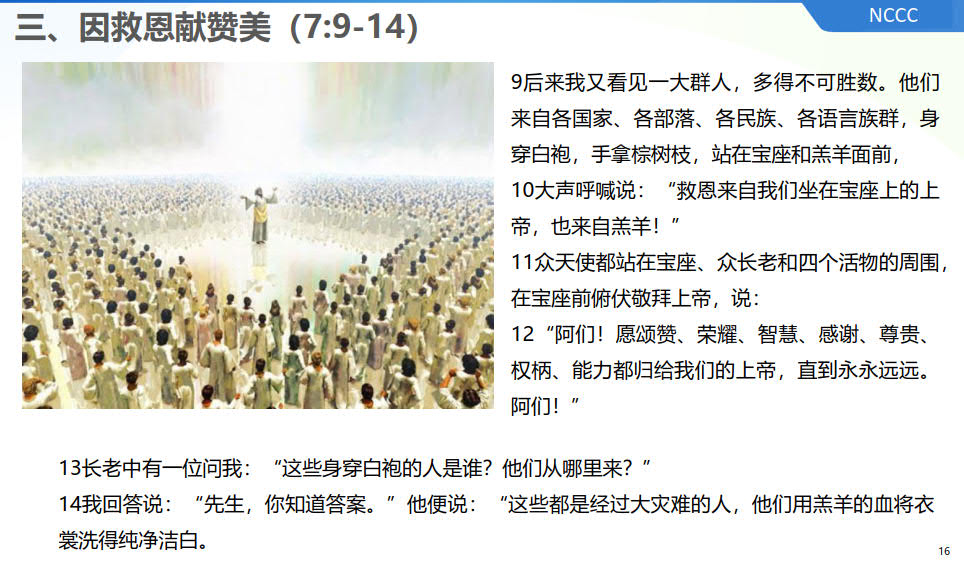 三、因救恩献赞美（7:9-14）
NCCC
9后来我又看见一大群人，多得不可胜数。他们
来自各国家、各部落、各民族、各语言族群，身
穿白袍，手拿棕树枝，站在宝座和羔羊面前，
10大声呼喊说：“救恩来自我们坐在宝座上的上
帝，也来自羔羊！”
11众天使都站在宝座、众长老和四个活物的周围，
在宝座前俯伏敬拜上帝，说：
12“阿们！愿颂赞、荣耀、智慧、感谢、尊贵、
权柄、能力都归给我们的上帝，直到永永远远。
阿们！”
13长老中有一位问我：“这些身穿白袍的人是谁？他们从哪里来？”
14我回答说：“先生，你知道答案。”他便说：“这些都是经过大灾难的人，他们用羔羊的血将衣
裳洗得纯净洁白。
16